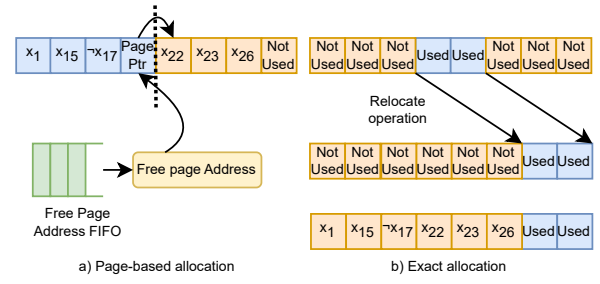 x1 x15 ¬x17 Page Ptr x22 x23 x26 Not Used
Free page Address
Free Page
Address FIFO
a) Page-based allocation
Not Used Not Used Not Used Used Used Not Used Not Used Not Used
Relocate
operation
Not Used Not Used Not Used Not Used Not Used Not Used Used Used
x1 x15 ¬x17 x22 x23 x26 Used Used
b) Exact allocation